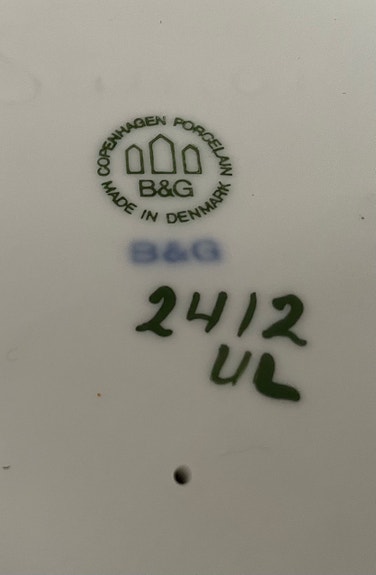 COPENHAGEN PORCELAIN
B&G
MADE IN DENMARK
B&G
2412
UL